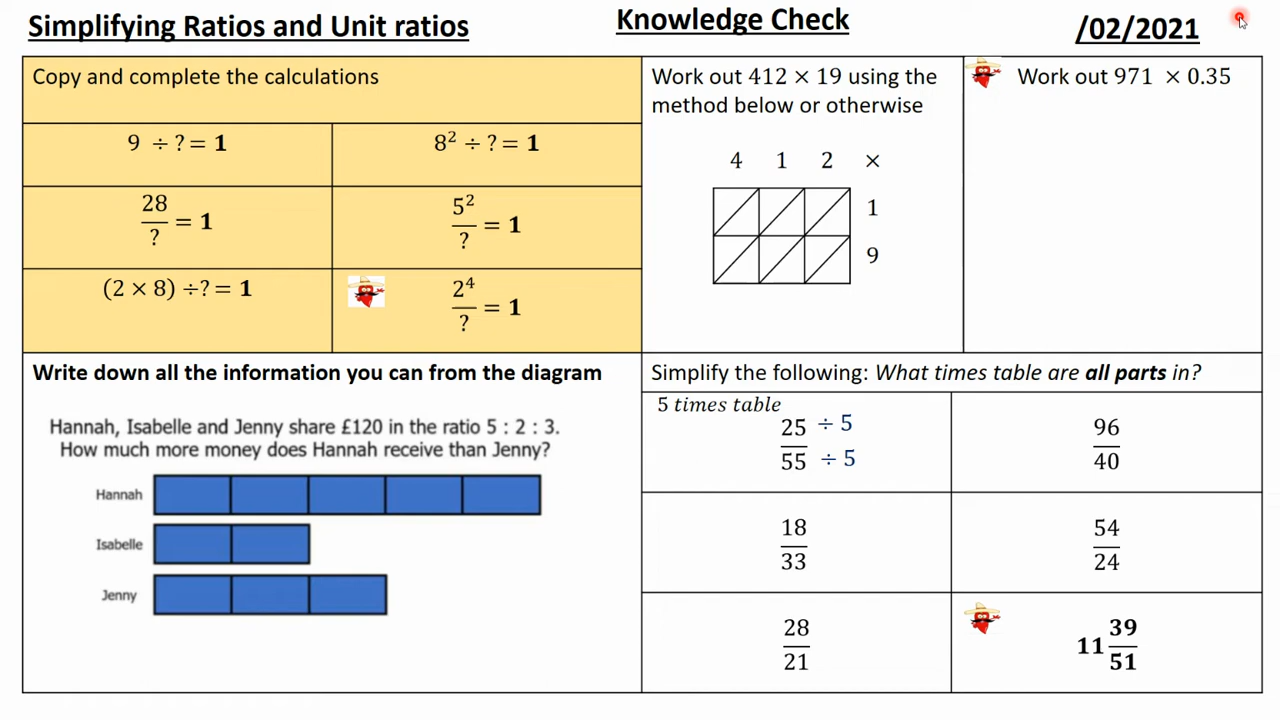 Simplifying Ratios and Unit ratios
Knowledge Check
/02/2021
Copy and complete the calculations
9 ÷ ? = 1
8² ÷ ? = 1
28/? = 1
5²/? = 1
(2 × 8) ÷? = 1
2⁴/? = 1
Work out 412 × 19 using the
method below or otherwise
4 1 2 ×
1
9
Work out 971 × 0.35
Write down all the information you can from the diagram
Hannah, Isabelle and Jenny share £120 in the ratio 5 : 2 : 3.
How much more money does Hannah receive than Jenny?
Hannah
Isabelle
Jenny
Simplify the following: What times table are all parts in?
5 times table
25/55 ÷ 5 ÷ 5
96/40
18/33
54/24
28/21
11 39/51